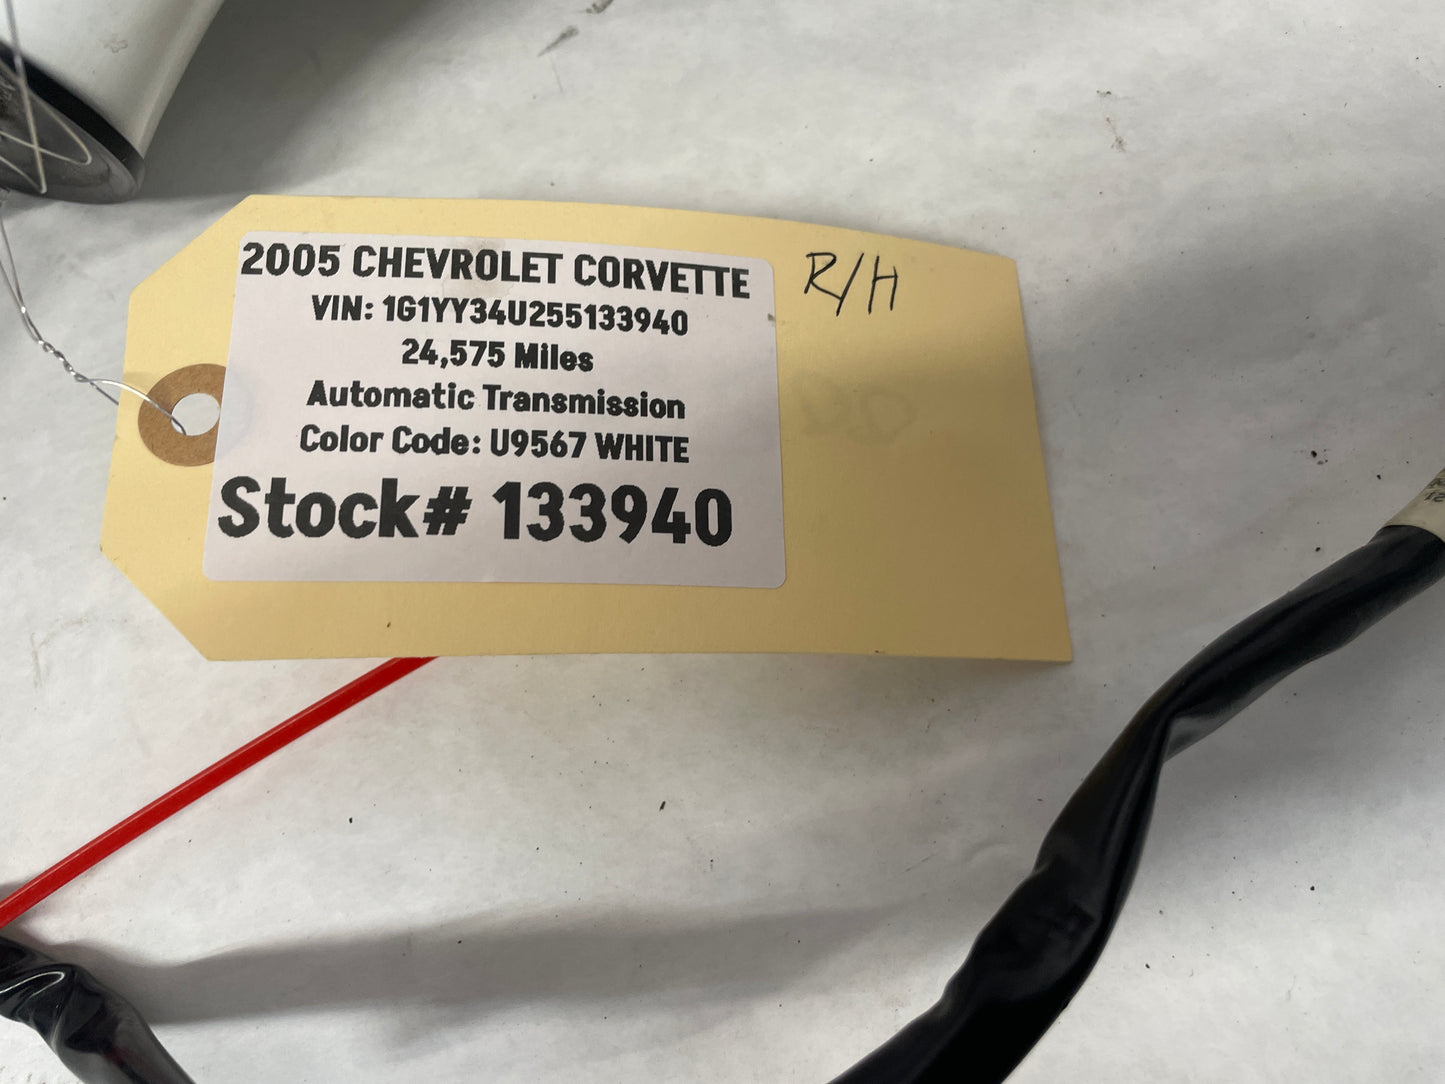 2005 CHEVROLET CORVETTE
VIN: 1G1YY34U255133940
24,575 Miles
Automatic Transmission
Color Code: U9567 WHITE
Stock# 133940
R/H